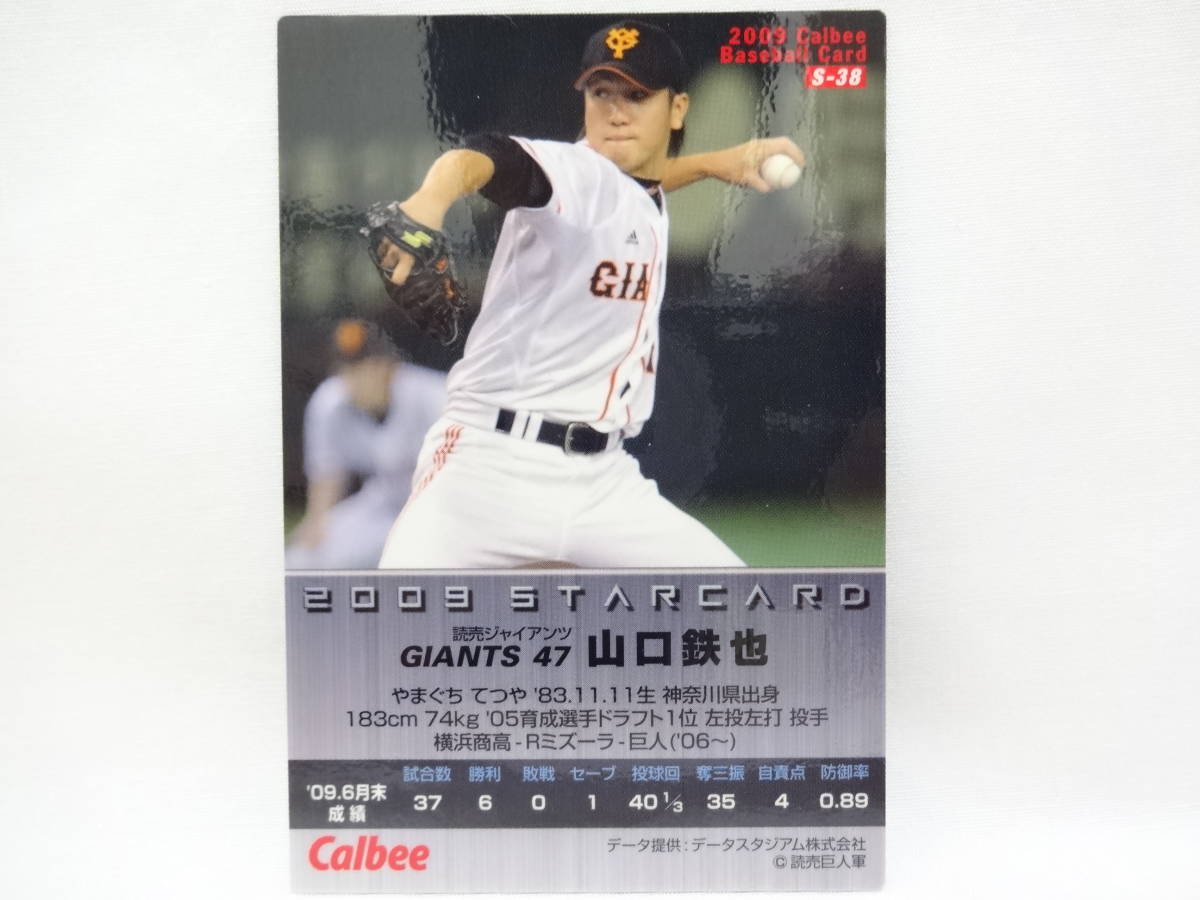 2009 Calbee
Baseball Card
S-38
GIA
2009 STARCARD
読売ジャイアンツ
GIANTS 47 山口鉄也
やまぐち てつや '83.11.11生 神奈川県出身
183cm 74kg '05育成選手ドラフト1位 左投左打 投手
横浜商高-Rミズーラ-巨人('06〜)
試合数 勝利 敗戦 セーブ 投球回 奪三振 自責点 防御率
'09.6月末成績 37 6 0 1 40 1/3 35 4 0.89
Calbee
データ提供:データスタジアム株式会社
© 読売巨人軍